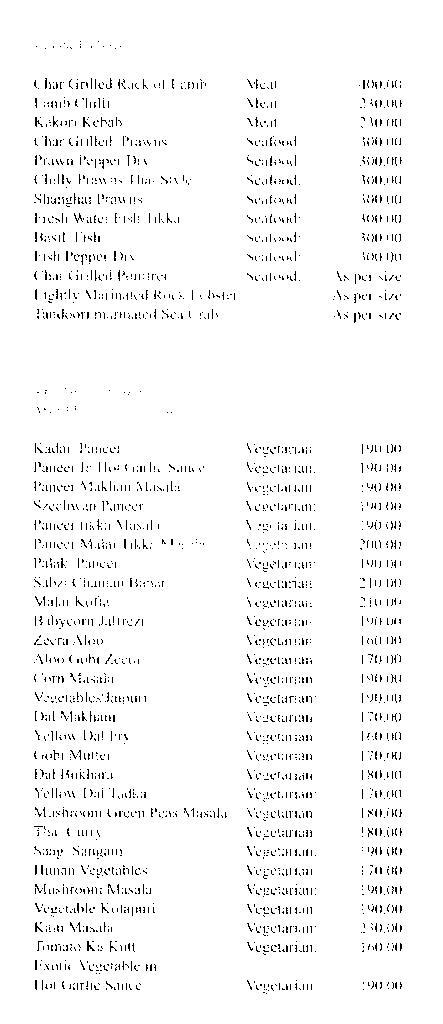 Char Grilled Rack of Lamb Meat 400.00
Lamb Chilli Meat 230.00
Kakori Kebab Meat 230.00
Char Grilled Prawns Seafood 300.00
Prawn Pepper Dry Seafood 300.00
Chilly Prawns Thai Style Seafood 300.00
Shanghai Prawns Seafood 300.00
Fresh Water Fish Tikka Seafood 300.00
Basil Fish Seafood 300.00
Fish Pepper Dry Seafood 300.00
Char Grilled Pomfret Seafood As per size
Lightly Marinated Rock Lobster As per size
Tandoori marinated Sea Crab As per size
Kadai Paneer Vegetarian 190.00
Paneer In Hot Garlic Sauce Vegetarian 190.00
Paneer Makhan Masala Vegetarian 190.00
Szechwan Paneer Vegetarian 190.00
Paneer tikka Masala Vegetarian 190.00
Paneer Malai Tikka Masala Vegetarian 200.00
Palak Paneer Vegetarian 190.00
Sabzi Chaman Bahar Vegetarian 210.00
Malai Kofta Vegetarian 210.00
Babycorn Jalfrezi Vegetarian 190.00
Zeera Aloo Vegetarian 160.00
Aloo Gobi Zeera Vegetarian 170.00
Corn Masala Vegetarian 190.00
Vegetables Jaipuri Vegetarian 190.00
Dal Makhani Vegetarian 170.00
Yellow Dal Fry Vegetarian 160.00
Gobi Mutter Vegetarian 170.00
Dal Bukhara Vegetarian 180.00
Yellow Dal Tadka Vegetarian 170.00
Mushroom Green Peas Masala Vegetarian 180.00
Thai Curry Vegetarian 180.00
Saag Sangam Vegetarian 190.00
Hunan Vegetables Vegetarian 170.00
Mushroom Masala Vegetarian 190.00
Vegetable Kolapuri Vegetarian 190.00
Kaju Masala Vegetarian 230.00
Tomato Ka Kutt Vegetarian 160.00
Exotic Vegetable in
Hot Garlic Sauce Vegetarian 190.00